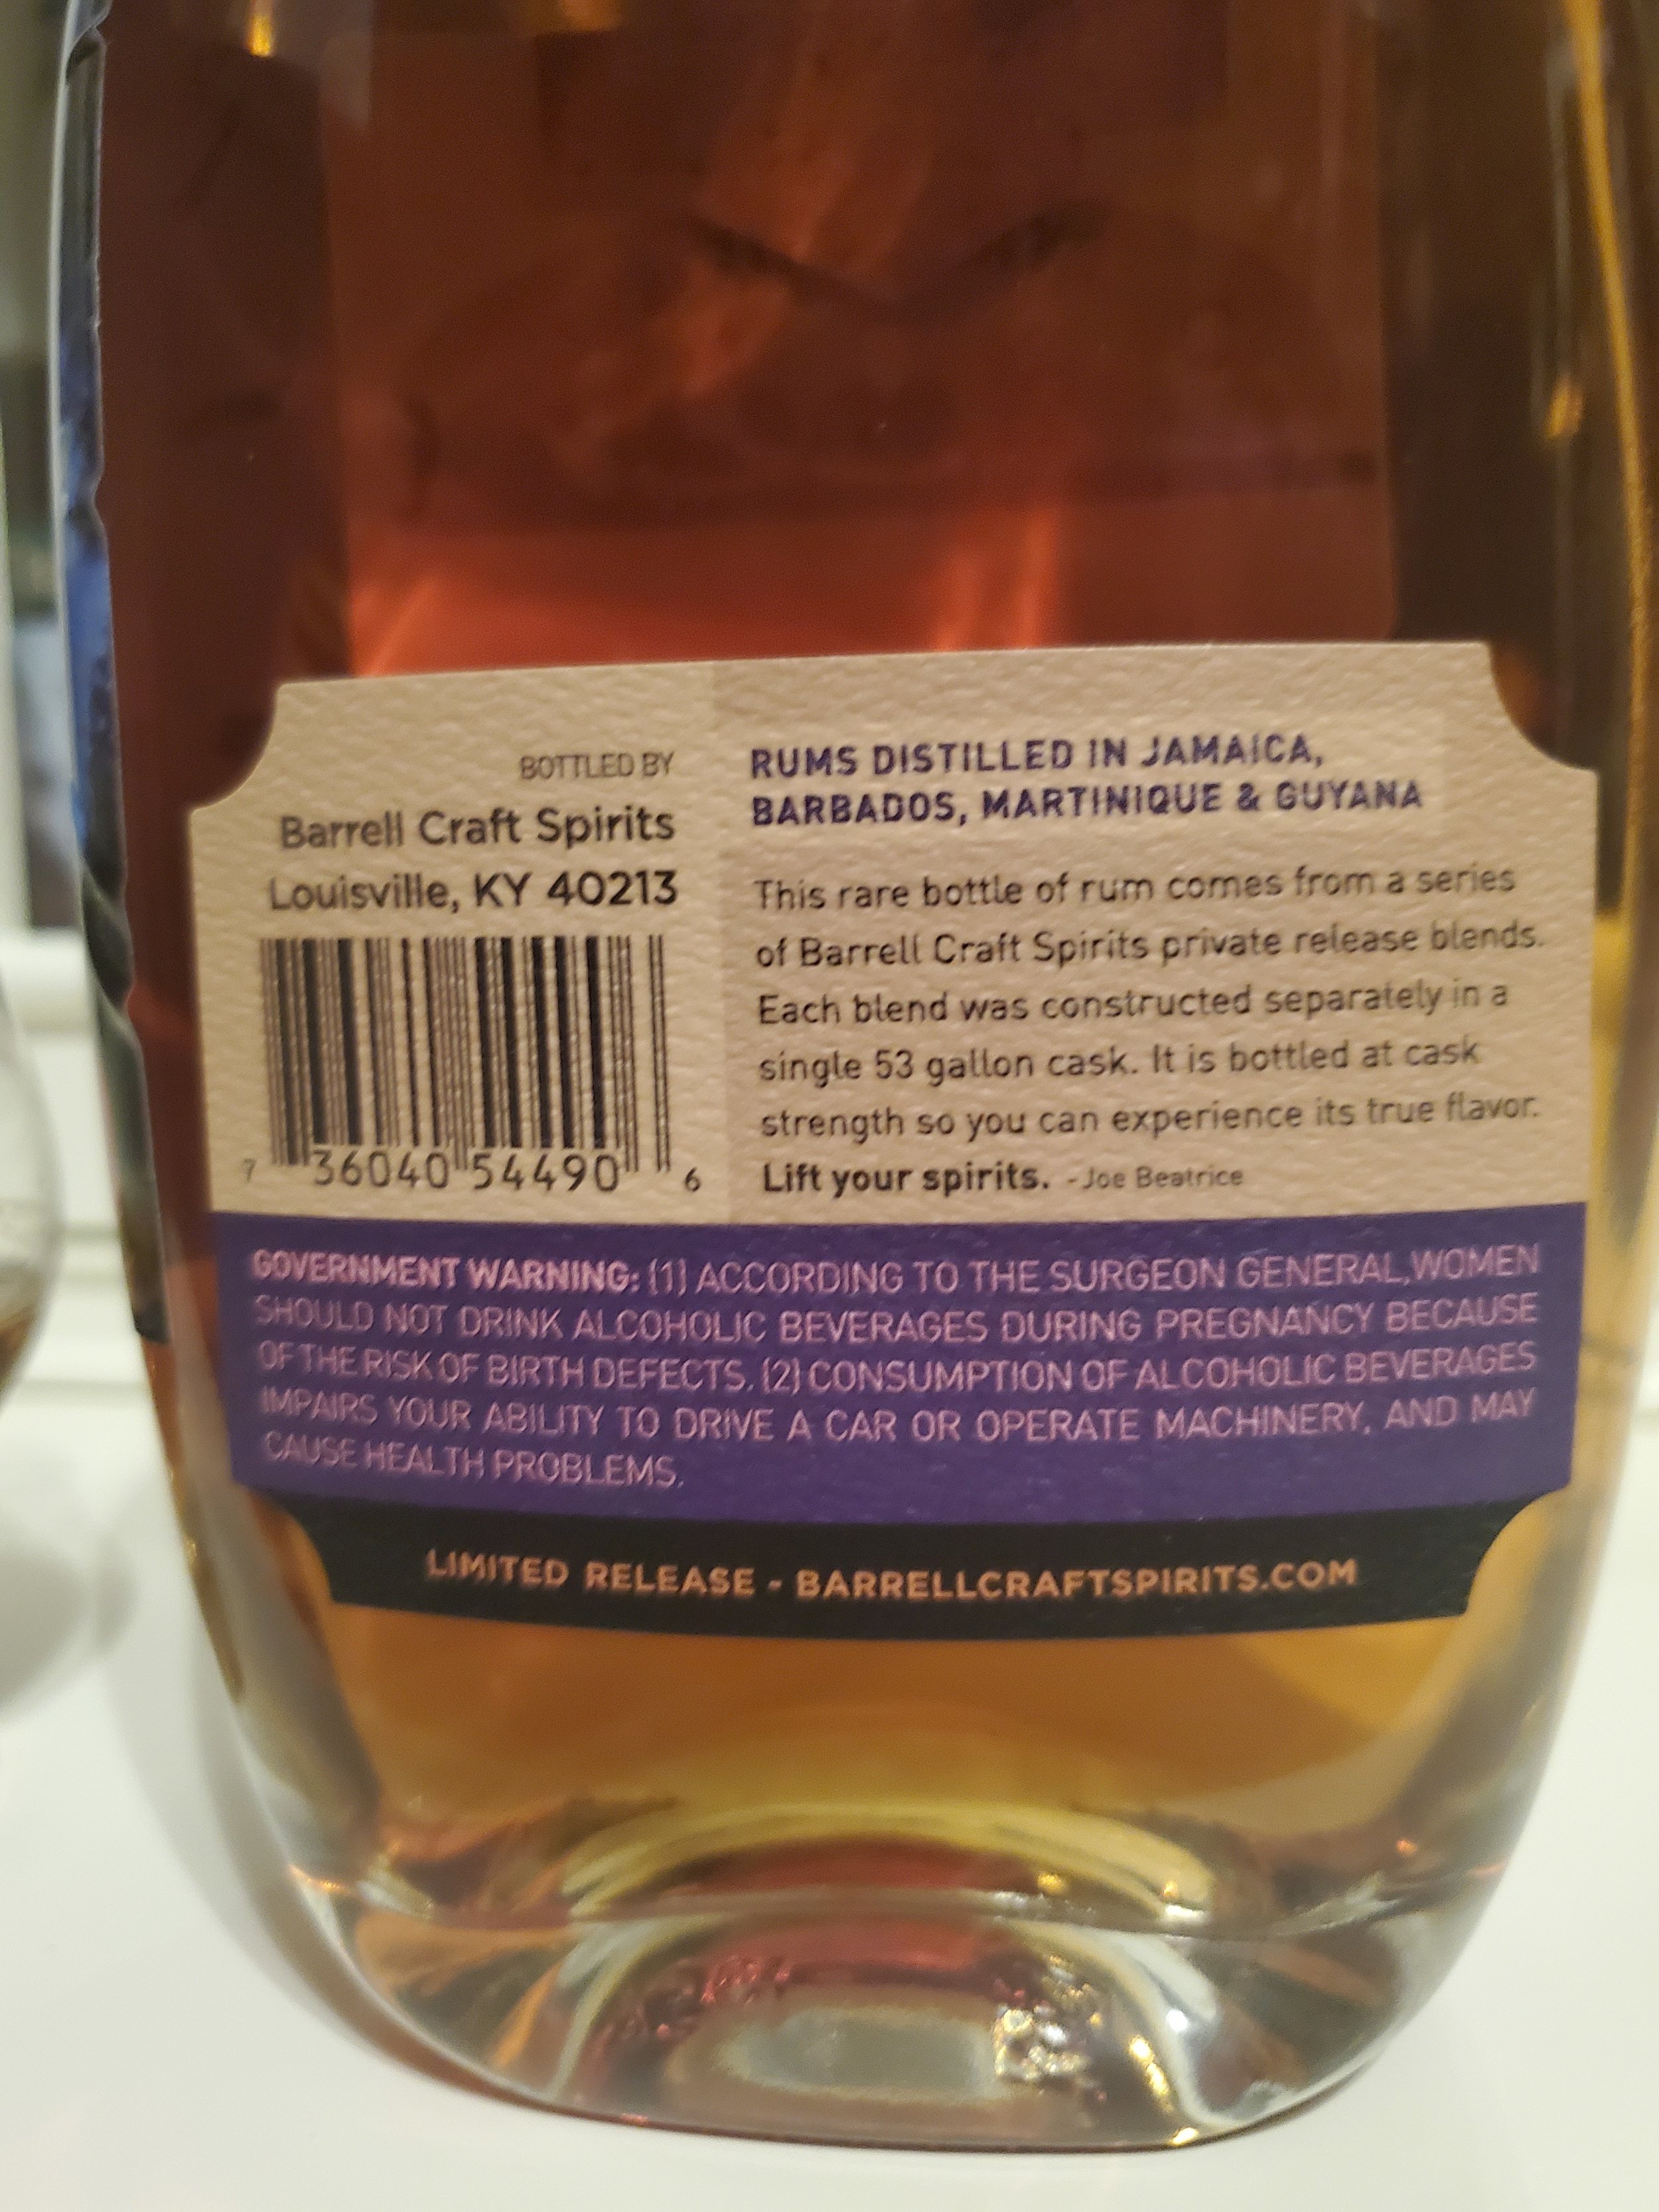 BOTTLED BY
Barrell Craft Spirits
Louisville, KY 40213
7 36040 54490 6
RUMS DISTILLED IN JAMAICA,
BARBADOS, MARTINIQUE & GUYANA
This rare bottle of rum comes from a series
of Barrell Craft Spirits private release blends.
Each blend was constructed separately in a
single 53 gallon cask. It is bottled at cask
strength so you can experience its true flavor.
Lift your spirits. - Joe Beatrice
GOVERNMENT WARNING: (1) ACCORDING TO THE SURGEON GENERAL,WOMEN
SHOULD NOT DRINK ALCOHOLIC BEVERAGES DURING PREGNANCY BECAUSE
OF THE RISK OF BIRTH DEFECTS. (2) CONSUMPTION OF ALCOHOLIC BEVERAGES
IMPAIRS YOUR ABILITY TO DRIVE A CAR OR OPERATE MACHINERY, AND MAY
CAUSE HEALTH PROBLEMS.
LIMITED RELEASE - BARRELLCRAFTSPIRITS.COM